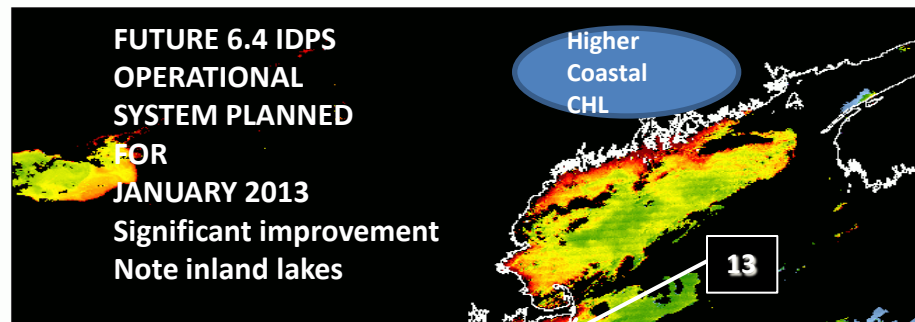 FUTURE 6.4 IDPS
OPERATIONAL
SYSTEM PLANNED
FOR
JANUARY 2013
Significant improvement
Note inland lakes
Higher
Coastal
CHL
13